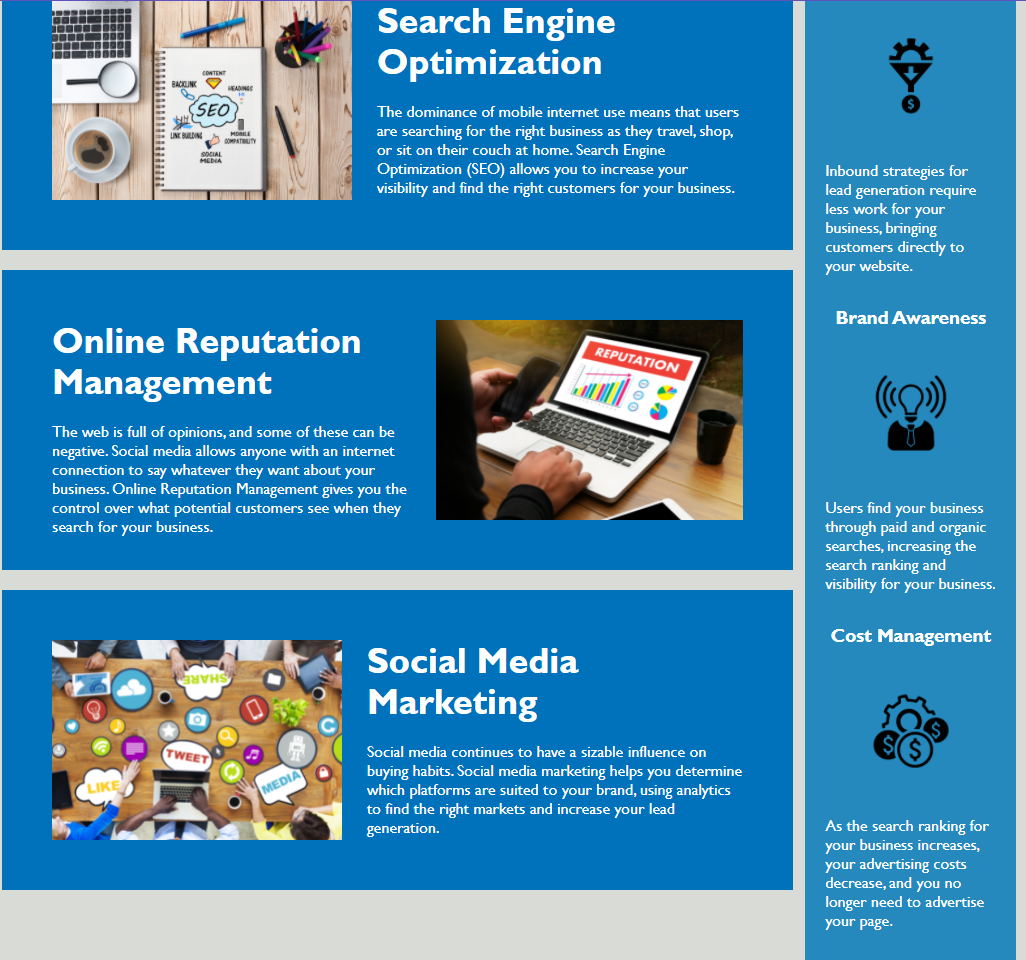 Search Engine
Optimization
The dominance of mobile internet use means that users
are searching for the right business as they travel, shop,
or sit on their couch at home. Search Engine
Optimization (SEO) allows you to increase your
visibility and find the right customers for your business.
CONTENT
BACKLINK
HEADINGS
SEO
LINK BUILDING
MOBILE
COMPATIBILITY
SOCIAL
MEDIA
Online Reputation
Management
The web is full of opinions, and some of these can be
negative. Social media allows anyone with an internet
connection to say whatever they want about your
business. Online Reputation Management gives you the
control over what potential customers see when they
search for your business.
REPUTATION
SHARE
TWEET
LIKE
MEDIA
Social Media
Marketing
Social media continues to have a sizable influence on
buying habits. Social media marketing helps you determine
which platforms are suited to your brand, using analytics
to find the right markets and increase your lead
generation.
$
Inbound strategies for
lead generation require
less work for your
business, bringing
customers directly to
your website.
Brand Awareness
Users find your business
through paid and organic
searches, increasing the
search ranking and
visibility for your business.
Cost Management
$ $ $
As the search ranking for
your business increases,
your advertising costs
decrease, and you no
longer need to advertise
your page.